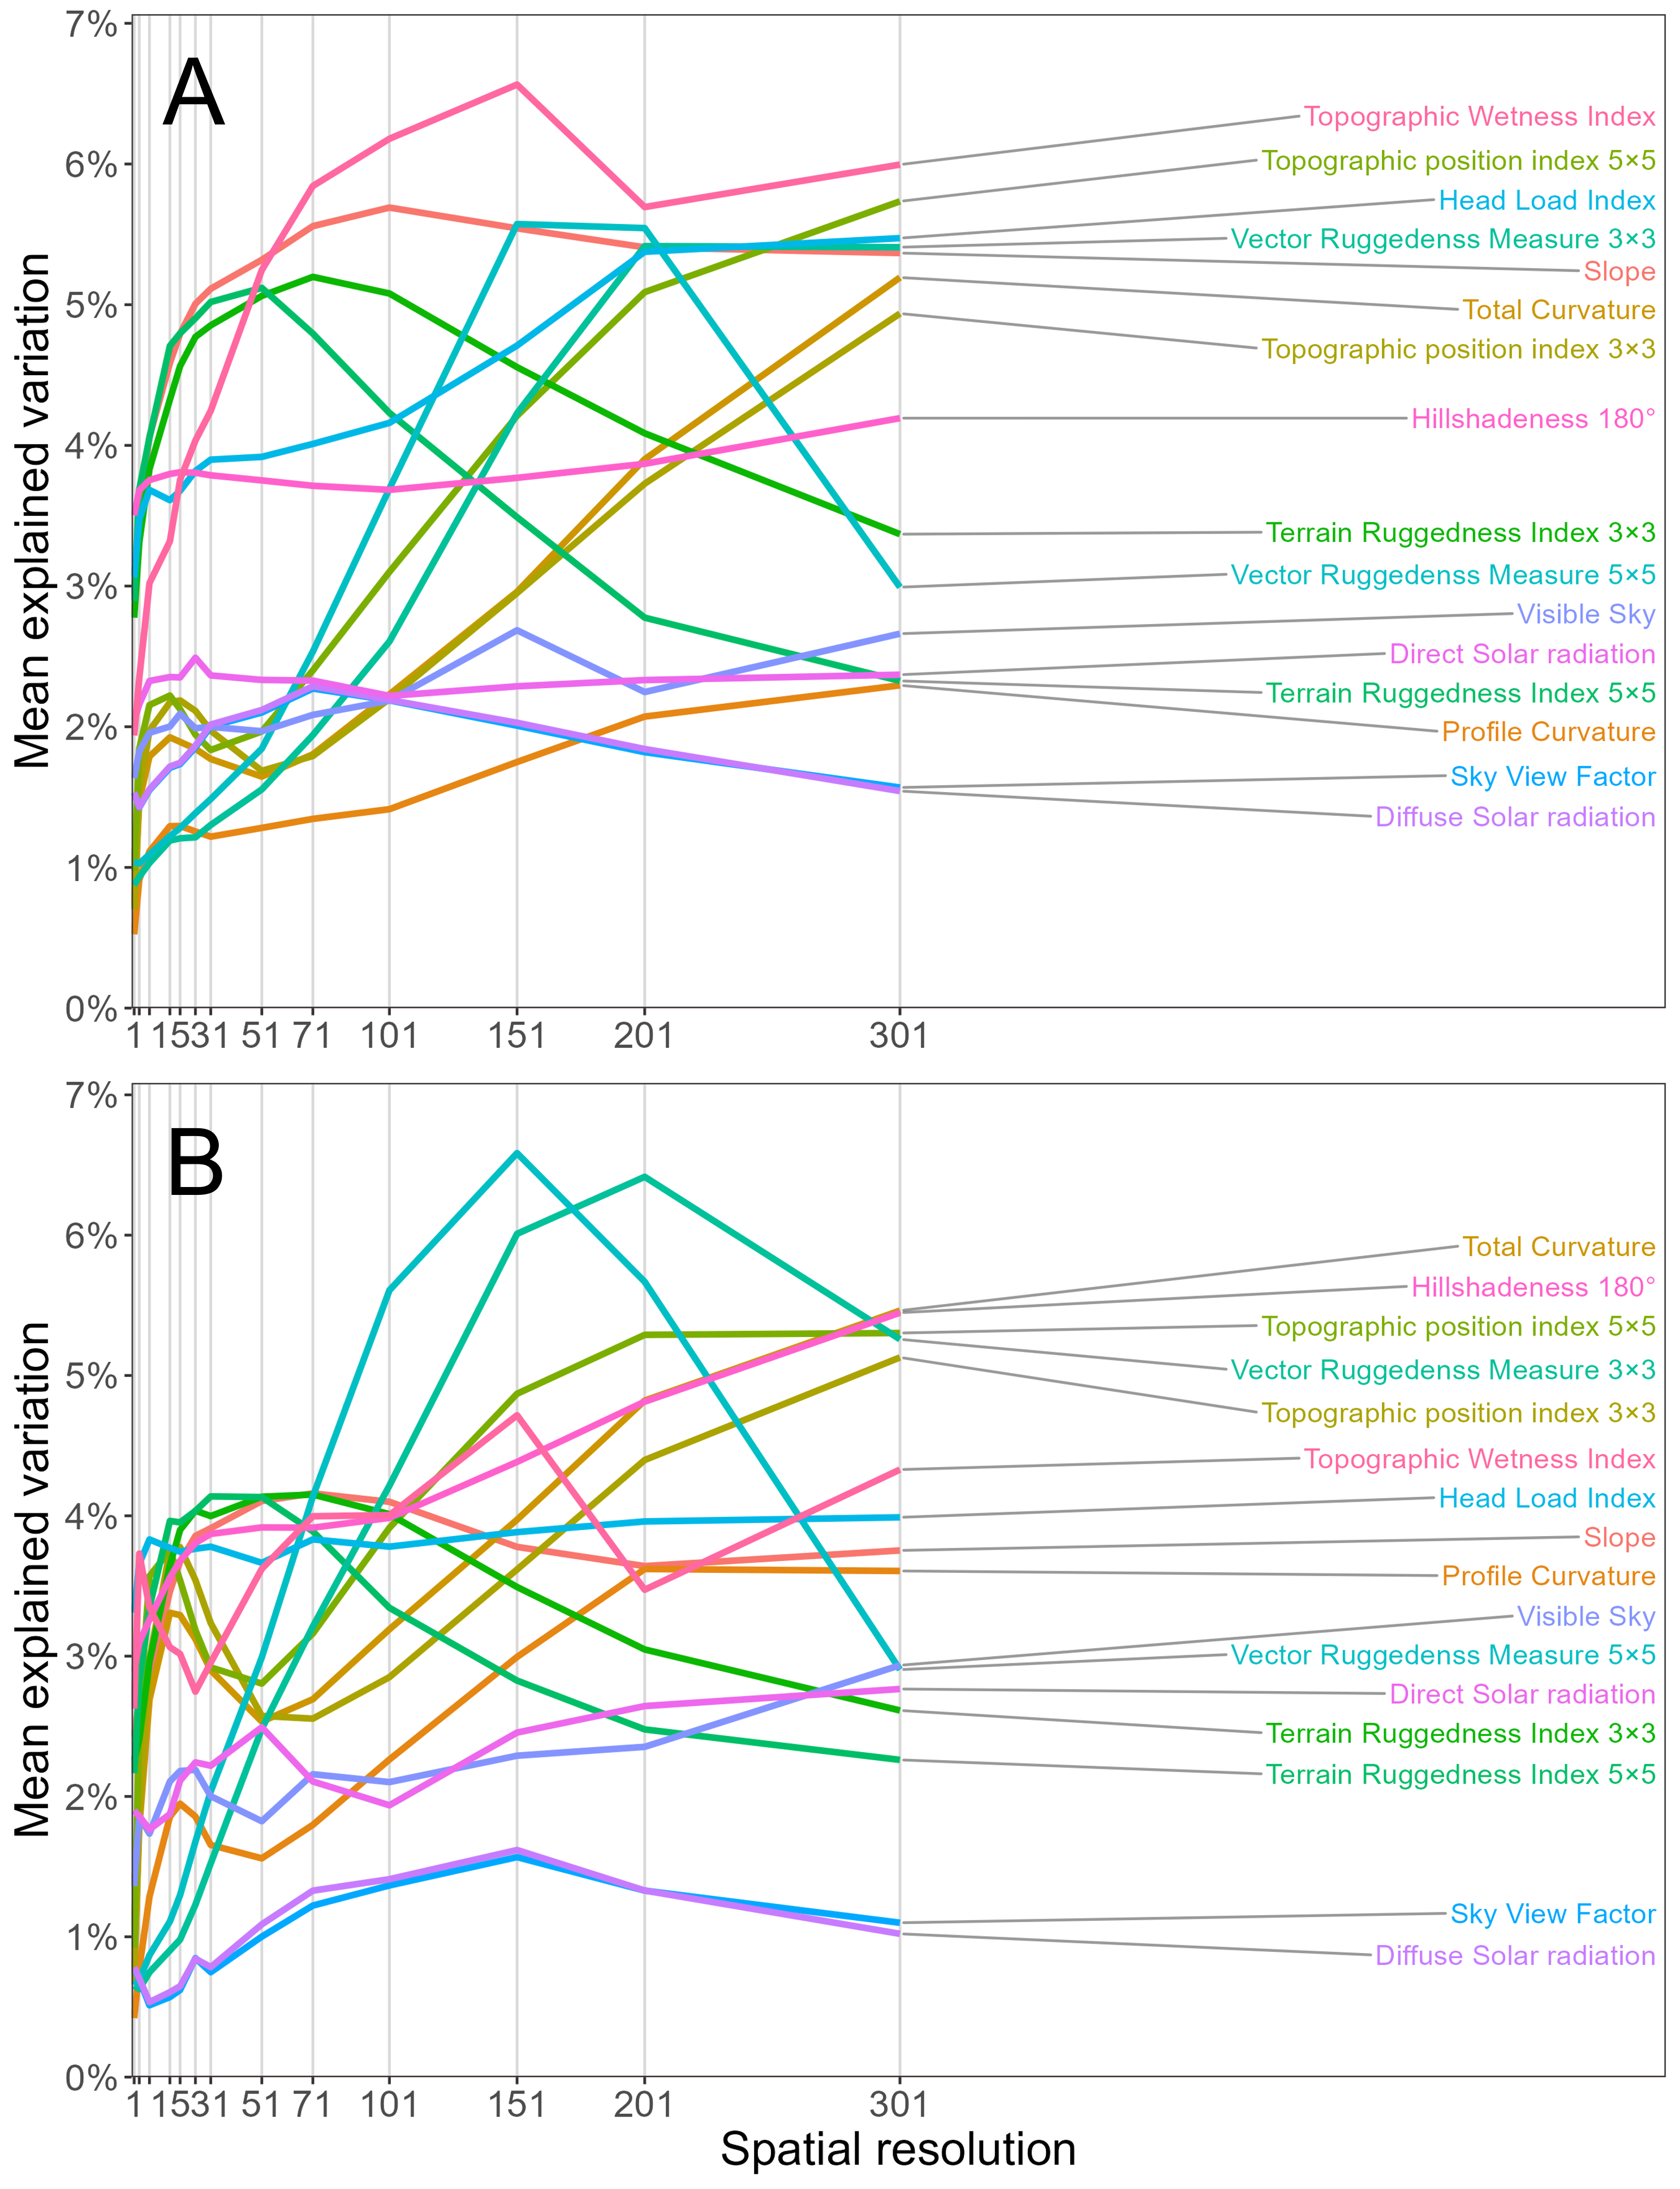 A
Mean explained variation
7%
6%
5%
4%
3%
2%
1%
0%
1 15 31 51 71 101 151 201 301
Topographic Wetness Index
Topographic position index 5×5
Head Load Index
Vector Ruggedenss Measure 3×3
Slope
Total Curvature
Topographic position index 3×3
Hillshadeness 180°
Terrain Ruggedness Index 3×3
Vector Ruggedenss Measure 5×5
Visible Sky
Direct Solar radiation
Terrain Ruggedness Index 5×5
Profile Curvature
Sky View Factor
Diffuse Solar radiation
B
Mean explained variation
7%
6%
5%
4%
3%
2%
1%
0%
1 15 31 51 71 101 151 201 301
Total Curvature
Hillshadeness 180°
Topographic position index 5×5
Vector Ruggedenss Measure 3×3
Topographic position index 3×3
Topographic Wetness Index
Head Load Index
Slope
Profile Curvature
Visible Sky
Vector Ruggedenss Measure 5×5
Direct Solar radiation
Terrain Ruggedness Index 3×3
Terrain Ruggedness Index 5×5
Sky View Factor
Diffuse Solar radiation
Spatial resolution